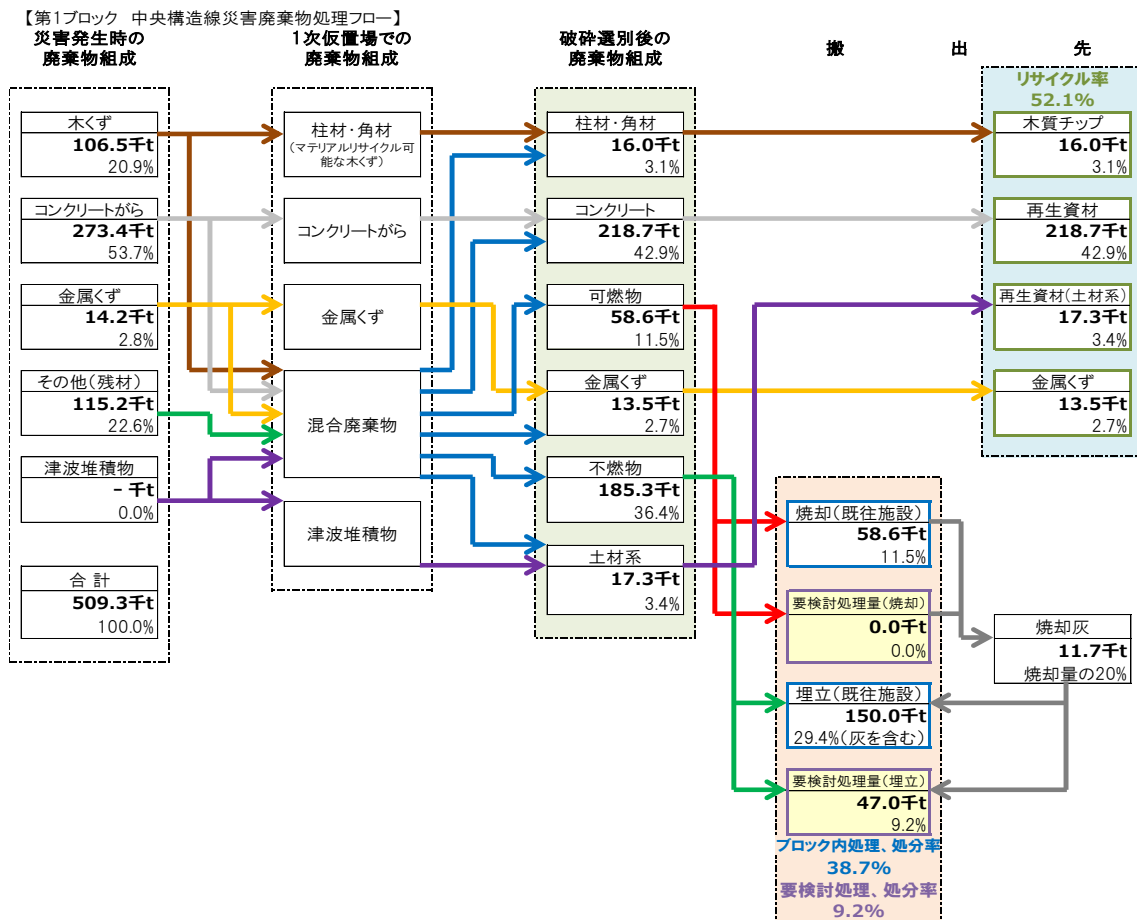 【第1ブロック　中央構造線災害廃棄物処理フロー】
災害発生時の
廃棄物組成
1次仮置場での
廃棄物組成
破砕選別後の
廃棄物組成
搬　出　先
木くず
106.5千t
20.9%
コンクリートがら
273.4千t
53.7%
金属くず
14.2千t
2.8%
その他(残材)
115.2千t
22.6%
津波堆積物
- 千t
0.0%
合 計
509.3千t
100.0%
柱材・角材
(マテリアルリサイクル可
能な木くず)
コンクリートがら
金属くず
混合廃棄物
津波堆積物
柱材・角材
16.0千t
3.1%
コンクリート
218.7千t
42.9%
可燃物
58.6千t
11.5%
金属くず
13.5千t
2.7%
不燃物
185.3千t
36.4%
土材系
17.3千t
3.4%
リサイクル率
52.1%
木質チップ
16.0千t
3.1%
再生資材
218.7千t
42.9%
再生資材(土材系)
17.3千t
3.4%
金属くず
13.5千t
2.7%
焼却(既往施設)
58.6千t
11.5%
要検討処理量(焼却)
0.0千t
0.0%
埋立(既往施設)
150.0千t
29.4%(灰を含む)
要検討処理量(埋立)
47.0千t
9.2%
ブロック内処理、処分率
38.7%
要検討処理、処分率
9.2%
焼却灰
11.7千t
焼却量の20%